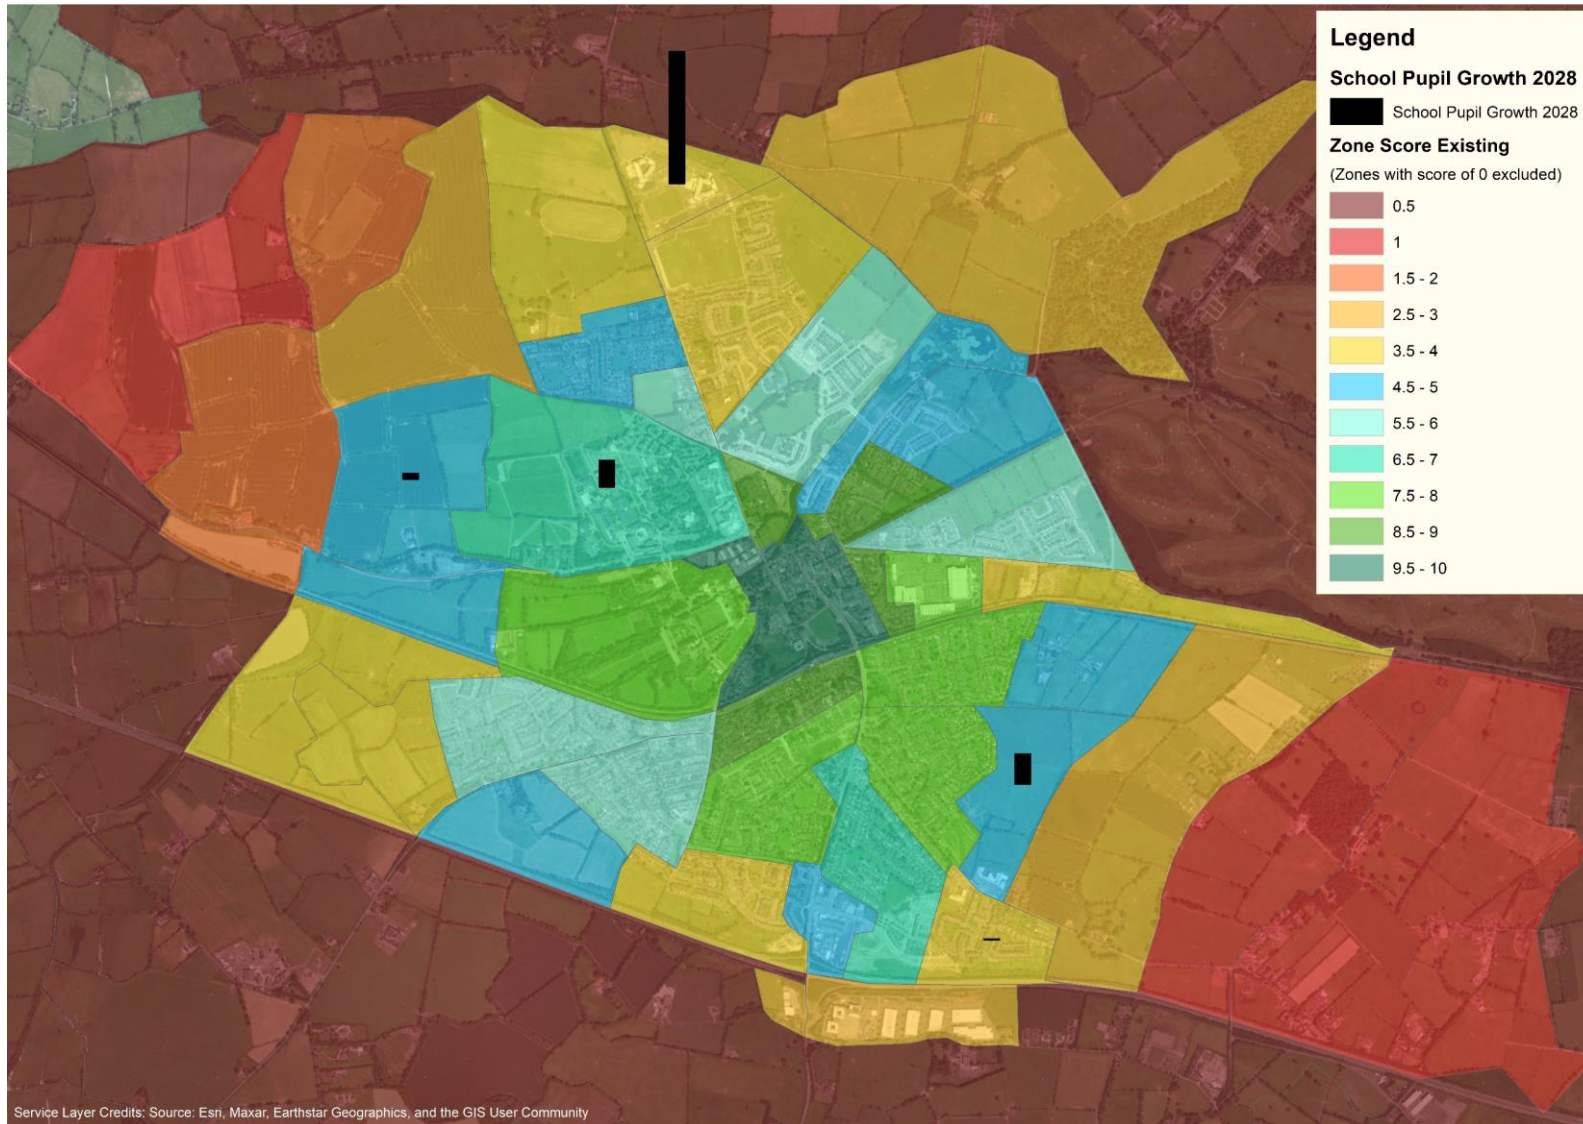 Legend
School Pupil Growth 2028
School Pupil Growth 2028
Zone Score Existing
(Zones with score of 0 excluded)
0.5
1
1.5 - 2
2.5 - 3
3.5 - 4
4.5 - 5
5.5 - 6
6.5 - 7
7.5 - 8
8.5 - 9
9.5 - 10
Service Layer Credits: Source: Esri, Maxar, Earthstar Geographics, and the GIS User Community